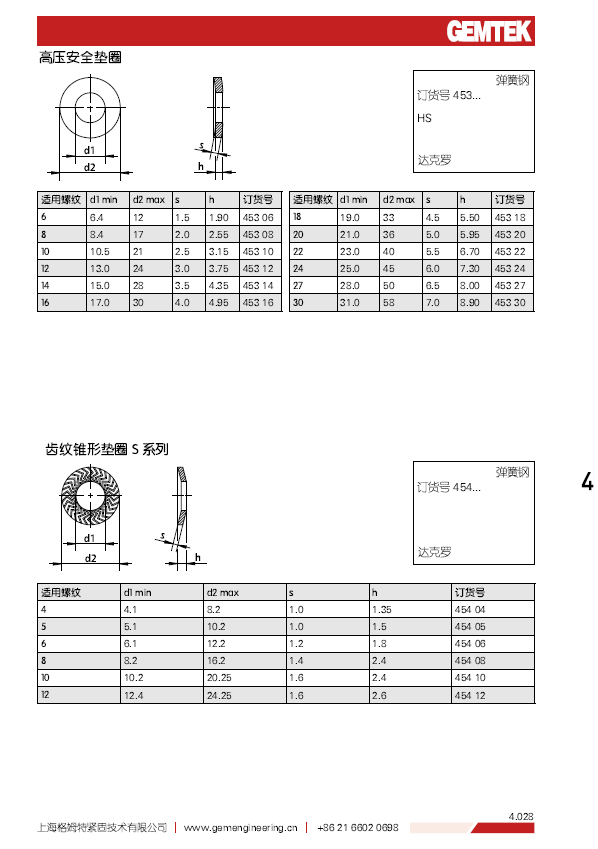 GEMTEK
高压安全垫圈
弹簧钢
订货号 453...
HS
达克罗
d1
d2
s
h
适用螺纹 d1 min d2 max s h 订货号
6 6.4 12 1.5 1.90 453 06
8 8.4 17 2.0 2.55 453 08
10 10.5 21 2.5 3.15 453 10
12 13.0 24 3.0 3.75 453 12
14 15.0 28 3.5 4.35 453 14
16 17.0 30 4.0 4.95 453 16
适用螺纹 d1 min d2 max s h 订货号
18 19.0 33 4.5 5.50 453 18
20 21.0 36 5.0 5.95 453 20
22 23.0 40 5.5 6.70 453 22
24 25.0 45 6.0 7.30 453 24
27 28.0 50 6.5 8.00 453 27
30 31.0 58 7.0 8.90 453 30
齿纹锥形垫圈 S 系列
弹簧钢
订货号 454...
达克罗
4
d1
d2
s
h
适用螺纹 d1 min d2 max s h 订货号
4 4.1 8.2 1.0 1.35 454 04
5 5.1 10.2 1.0 1.5 454 05
6 6.1 12.2 1.2 1.8 454 06
8 8.2 16.2 1.4 2.4 454 08
10 10.2 20.25 1.6 2.4 454 10
12 12.4 24.25 1.6 2.6 454 12
4.028
上海格姆特紧固技术有限公司 | www.gemengineering.cn | +86 21 6602 0698